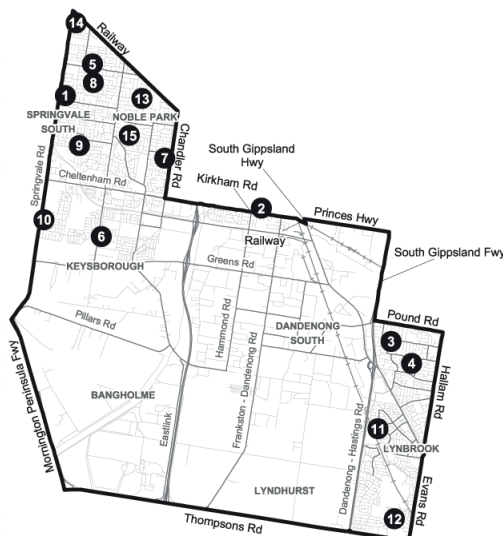 14
Railway
5
8
1
13
SPRINGVALE
SOUTH
NOBLE PARK
15
9
7
Chandler Rd
Springvale Rd
Cheltenham Rd
South Gippsland
Hwy
Kirkham Rd
2
Princes Hwy
10
6
Railway
South Gippsland Fwy
KEYSBOROUGH
Greens Rd
Pillars Rd
Hammond Rd
Frankston - Dandenong Rd
DANDENONG
SOUTH
Pound Rd
3
4
Hallam Rd
Mornington Peninsula Fwy
BANGHOLME
Eastlink
Dandenong - Hastings Rd
11
LYNBROOK
LYNDHURST
Evans Rd
12
Thompsons Rd